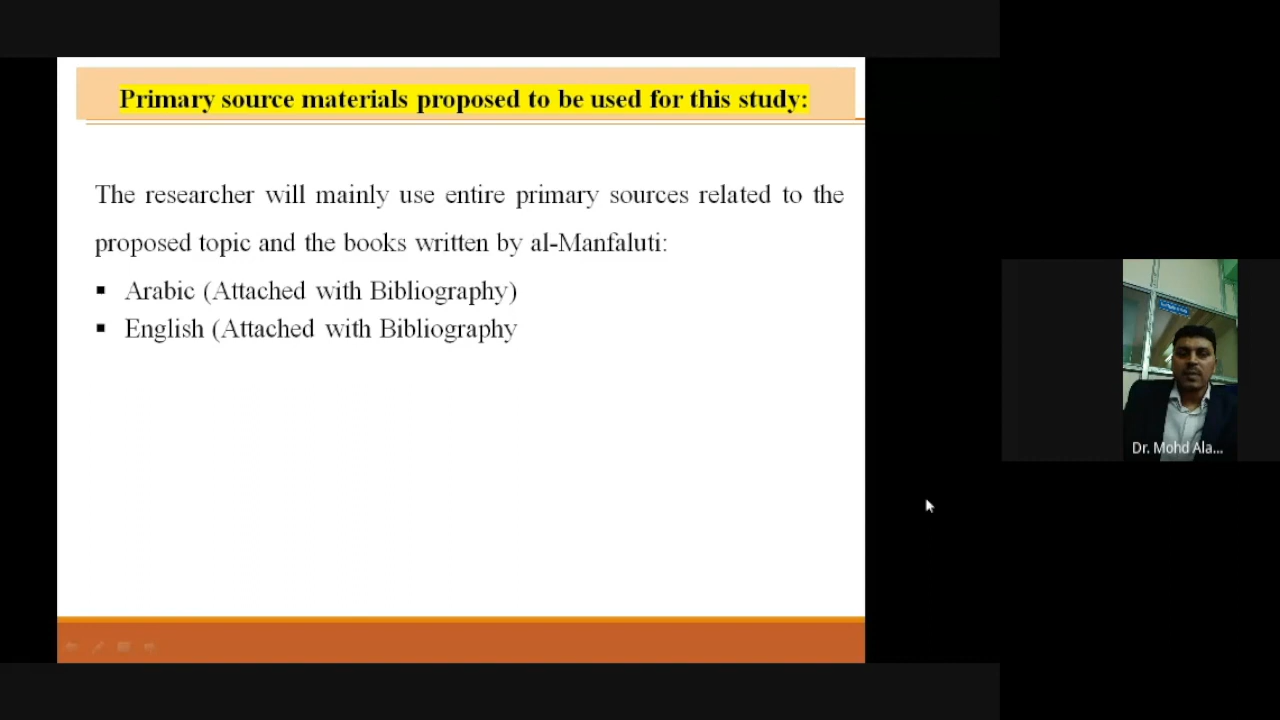 Primary source materials proposed to be used for this study:
The researcher will mainly use entire primary sources related to the
proposed topic and the books written by al-Manfaluti:
▪ Arabic (Attached with Bibliography)
▪ English (Attached with Bibliography
Dr. Mohd Ala...